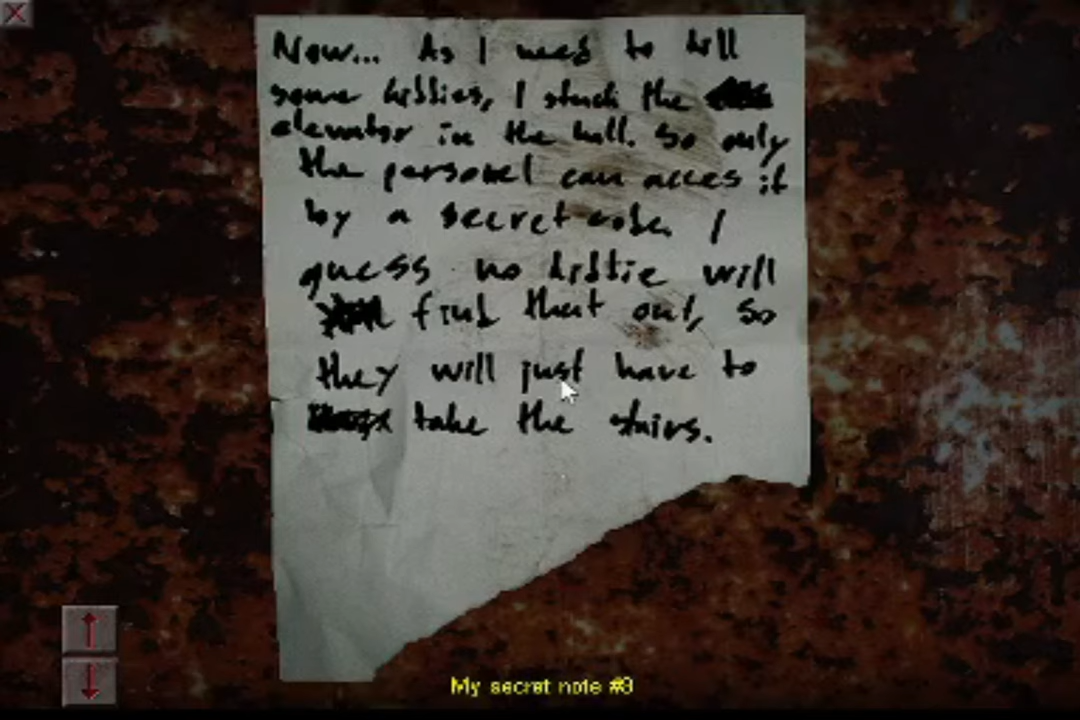 Now... As I need to kill
some kiddies, I stuck the
elevator in the hall. So only
the personel can acces it
by a secret code. I
guess no kiddie will
find that out, so
they will just have to
take the stairs.
My secret note #3